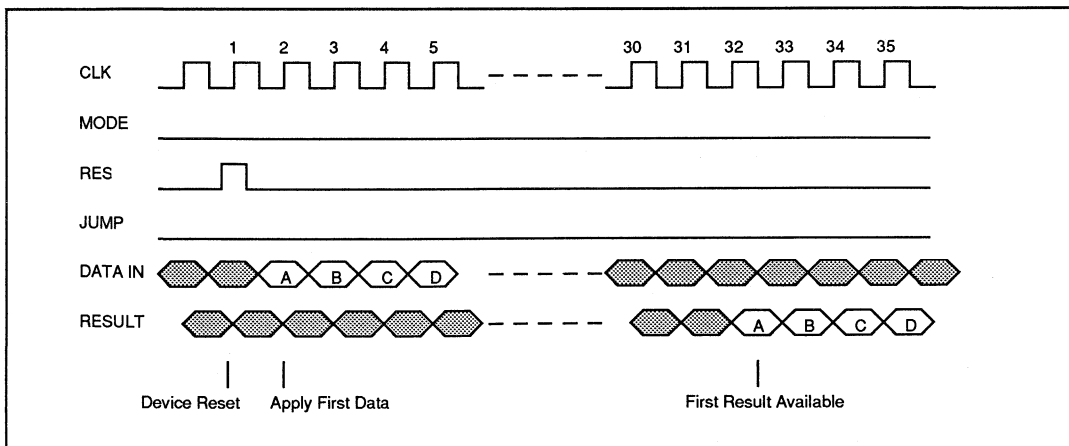 1 2 3 4 5 30 31 32 33 34 35
CLK
MODE
RES
JUMP
DATA IN A B C D
RESULT A B C D
Device Reset Apply First Data First Result Available